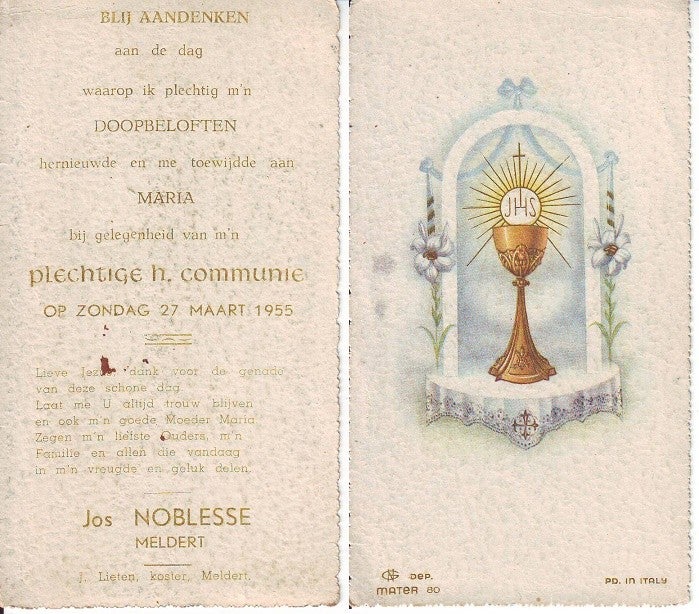 BLIJ AANDENKEN
aan de dag
waarop ik plechtig m'n
DOOPBELOFTEN
hernieuwde en me toewijdde aan
MARIA
bij gelegenheid van m'n
plechtige h. communie
OP ZONDAG 27 MAART 1955
Lieve Jezus dank voor de genade
van deze schone dag
Laat me U altijd trouw blijven
en ook m'n goede Moeder Maria
Zegen m'n liefste Ouders, m'n
Familie en allen die vandaag
in m'n vreugde en geluk delen.
Jos NOBLESSE
MELDERT
J. Lieten, koster, Meldert.
JHS
DEP.
MATER 80
PD. IN ITALY